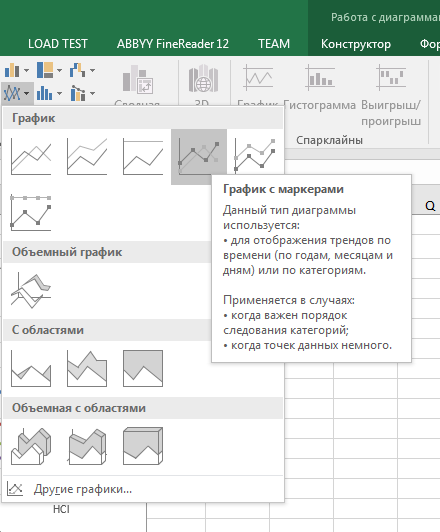 Работа с диаграмма
LOAD TEST ABBYY FineReader 12 TEAM Конструктор Фор
Сводная 3D График Гистограмма Выигрыш/
проигрыш
Спарклайны
График
График с маркерами
Данный тип диаграммы
используется:
• для отображения трендов по
времени (по годам, месяцам и
дням) или по категориям.
Применяется в случаях:
• когда важен порядок
следования категорий;
• когда точек данных немного.
Q
Объемный график
С областями
Объемная с областями
Другие графики...
HCl